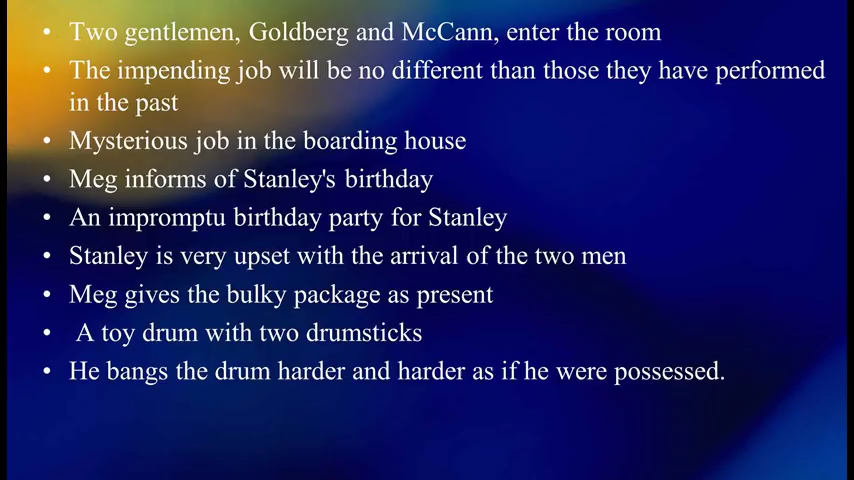 • Two gentlemen, Goldberg and McCann, enter the room
• The impending job will be no different than those they have performed
in the past
• Mysterious job in the boarding house
• Meg informs of Stanley's birthday
• An impromptu birthday party for Stanley
• Stanley is very upset with the arrival of the two men
• Meg gives the bulky package as present
• A toy drum with two drumsticks
• He bangs the drum harder and harder as if he were possessed.